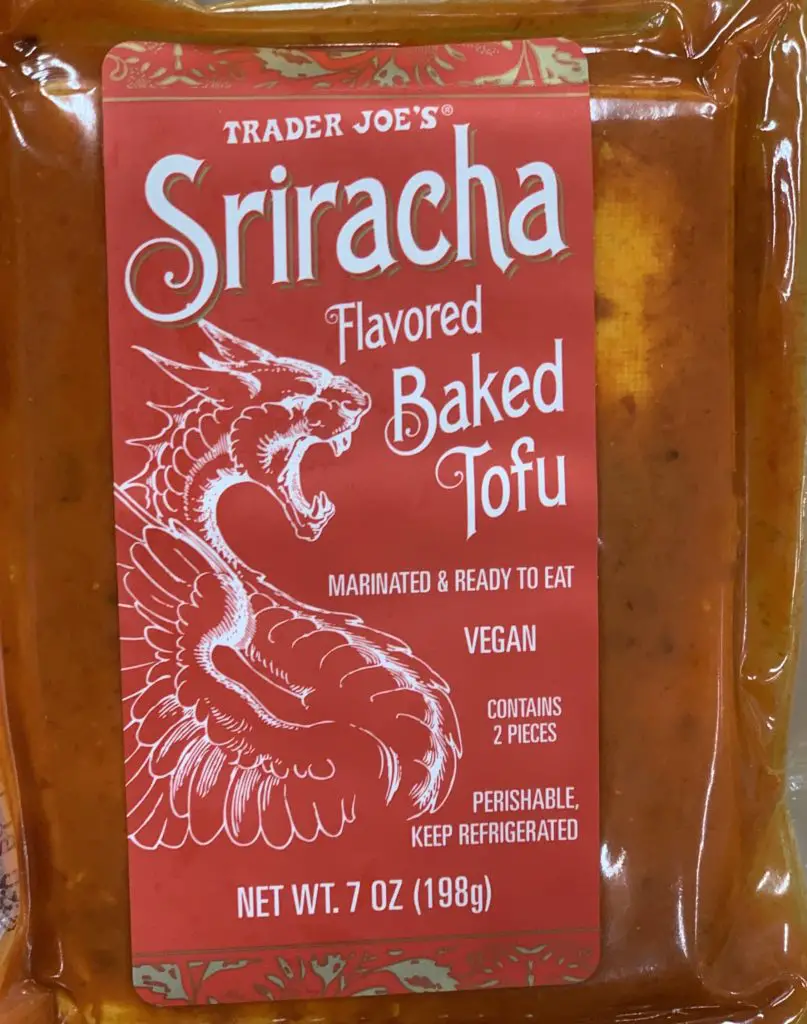 TRADER JOE'S®
Sriracha
Flavored
Baked
Tofu
MARINATED & READY TO EAT
VEGAN
CONTAINS
2 PIECES
PERISHABLE,
KEEP REFRIGERATED
NET WT. 7 OZ (198g)